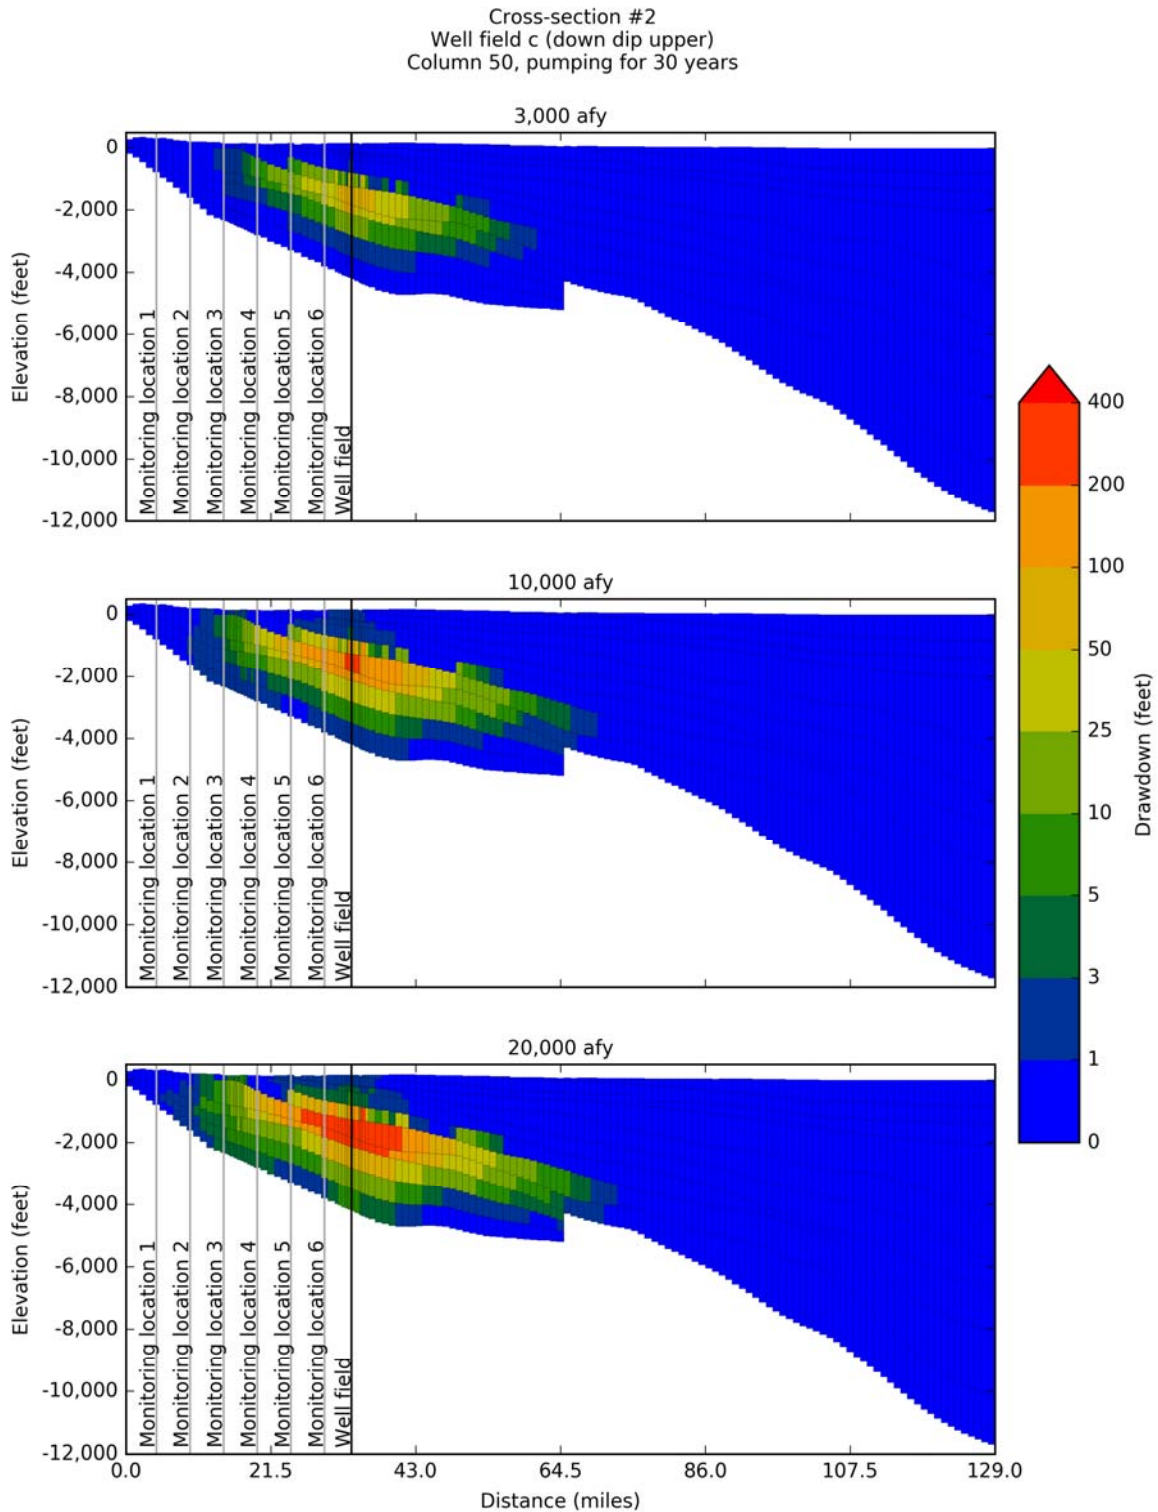 Cross-section #2
Well field c (down dip upper)
Column 50, pumping for 30 years
3,000 afy
0
-2,000
-4,000
-6,000
-8,000
-10,000
-12,000
Elevation (feet)
Monitoring location 1
Monitoring location 2
Monitoring location 3
Monitoring location 4
Monitoring location 5
Monitoring location 6
Well field
10,000 afy
0
-2,000
-4,000
-6,000
-8,000
-10,000
-12,000
Elevation (feet)
Monitoring location 1
Monitoring location 2
Monitoring location 3
Monitoring location 4
Monitoring location 5
Monitoring location 6
Well field
20,000 afy
0
-2,000
-4,000
-6,000
-8,000
-10,000
-12,000
Elevation (feet)
Monitoring location 1
Monitoring location 2
Monitoring location 3
Monitoring location 4
Monitoring location 5
Monitoring location 6
Well field
0.0 21.5 43.0 64.5 86.0 107.5 129.0
Distance (miles)
400
200
100
50
25
10
5
3
1
0
Drawdown (feet)